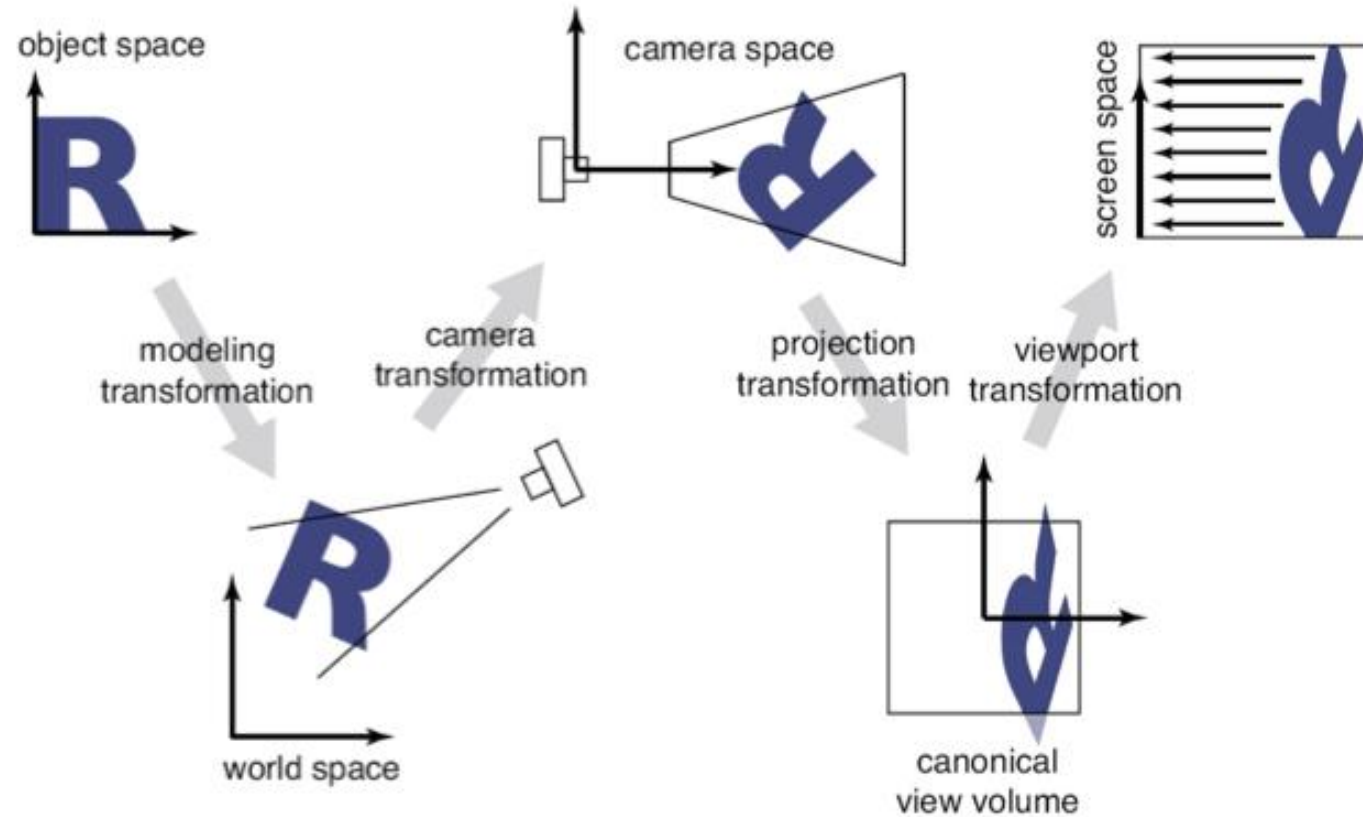 object space
R
camera space
R
screen space
modeling
transformation
camera
transformation
projection
transformation
viewport
transformation
R
world space
R
canonical
view volume
R